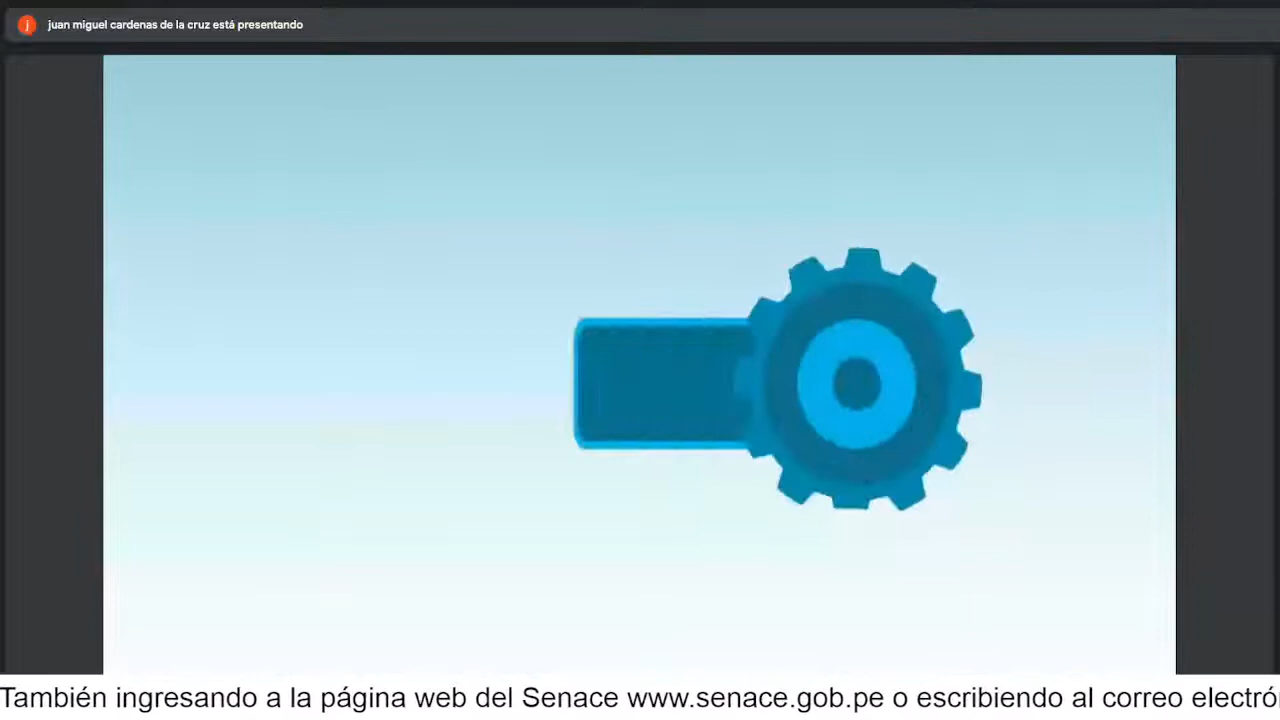 j
juan miguel cardenas de la cruz está presentando
También ingresando a la página web del Senace www.senace.gob.pe o escribiendo al correo electró